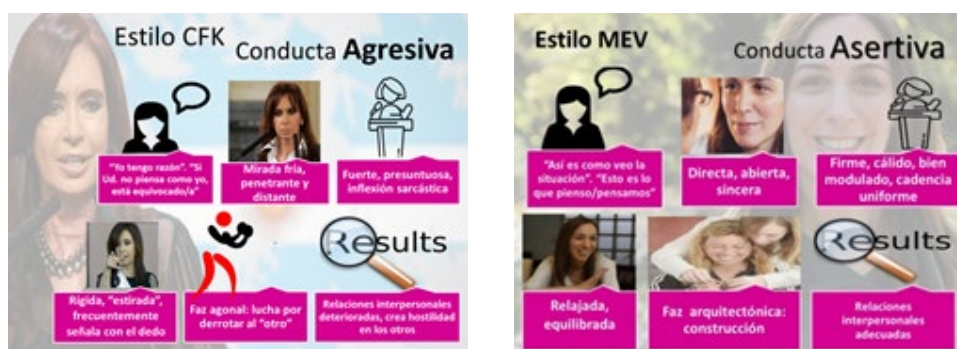 Estilo CFK
Conducta Agresiva
"Yo tengo razón". "Si
Ud. no piensa como yo,
está equivocado/a"
Mirada fría,
penetrante y
distante
Fuerte, presuntuosa,
inflexión sarcástica
Rígida, "estirada",
frecuentemente
señala con el dedo
Faz agonal: lucha por
derrotar al "otro"
Results
Relaciones interpersonales
deterioradas, crea hostilidad
en los otros
Estilo MEV
Conducta Asertiva
"Así es como veo la
situación". "Esto es lo
que pienso/pensamos"
Directa, abierta,
sincera
Firme, cálido, bien
modulado, cadencia
uniforme
Relajada,
equilibrada
Faz arquitectónica:
construcción
Results
Relaciones
interpersonales
adecuadas